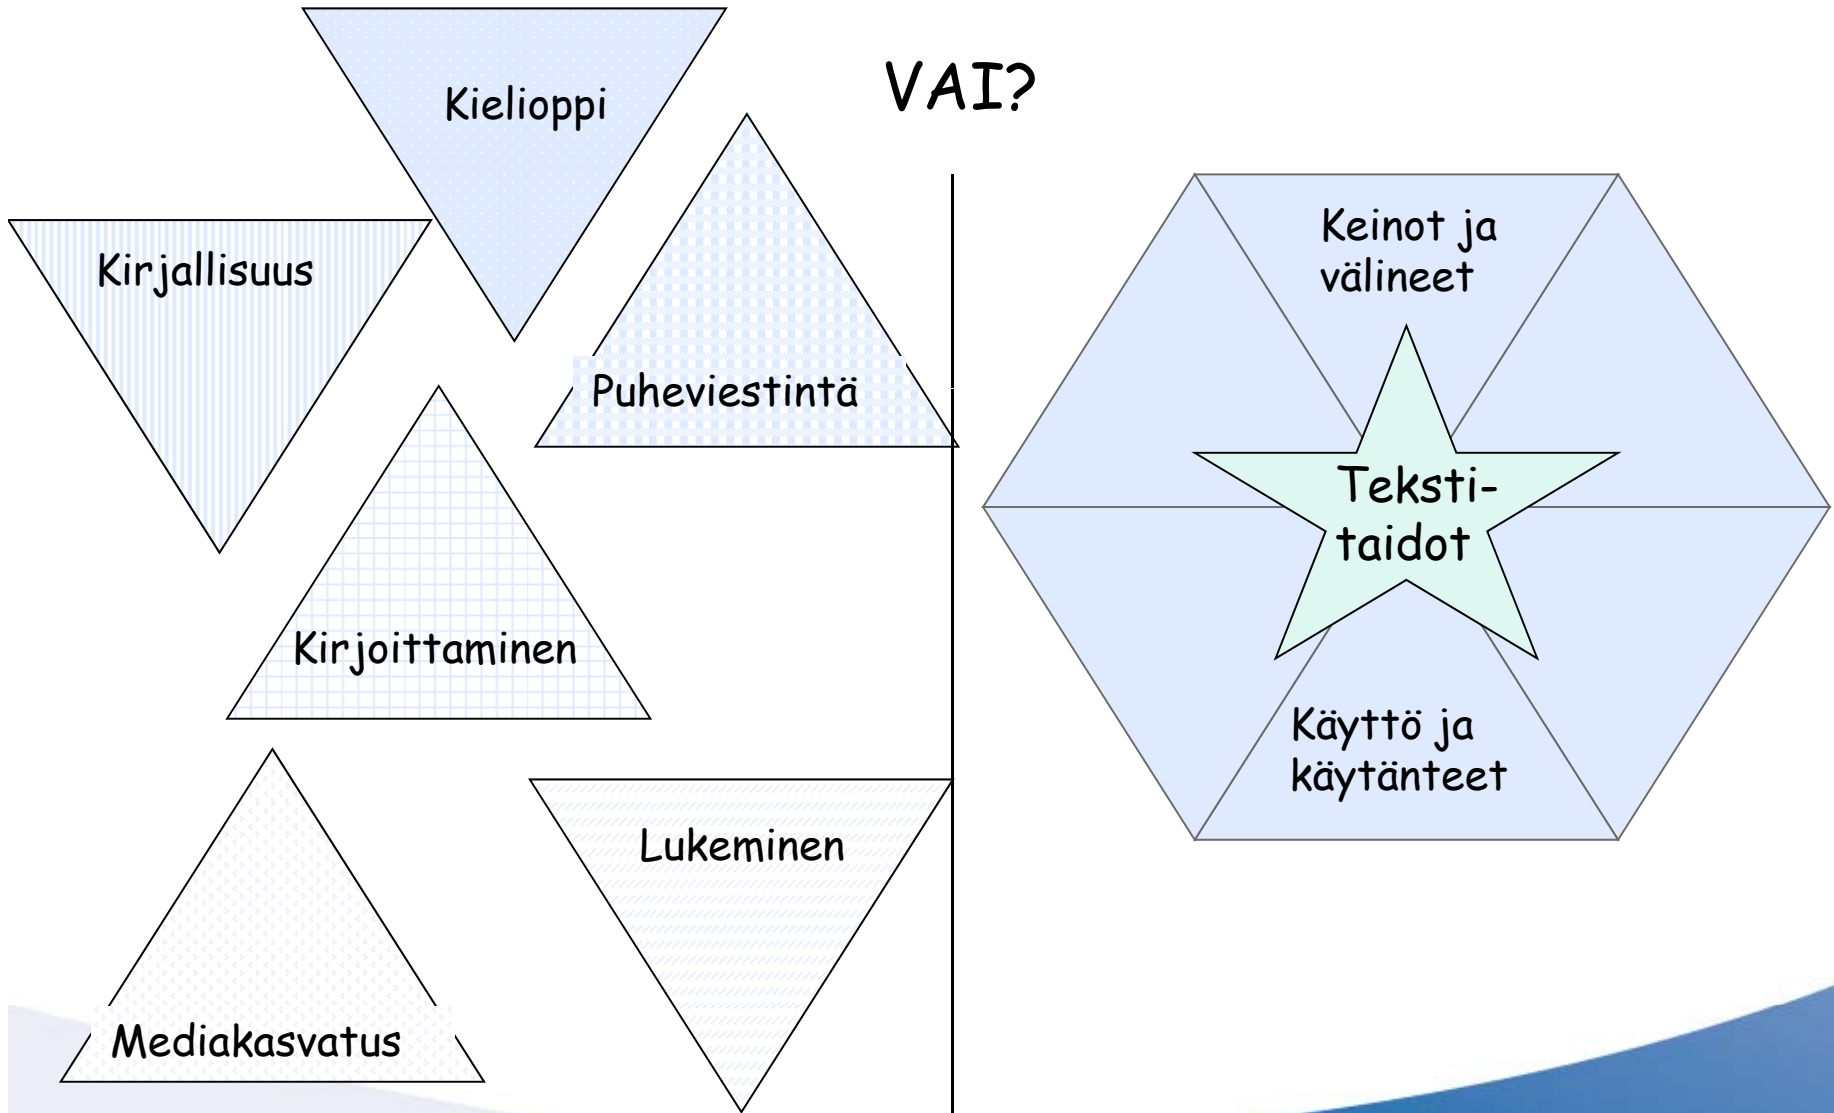 VAI?
Kielioppi
Kirjallisuus
Puheviestintä
Kirjoittaminen
Lukeminen
Mediakasvatus
Keinot ja
välineet
Teksti-
taidot
Käyttö ja
käytänteet